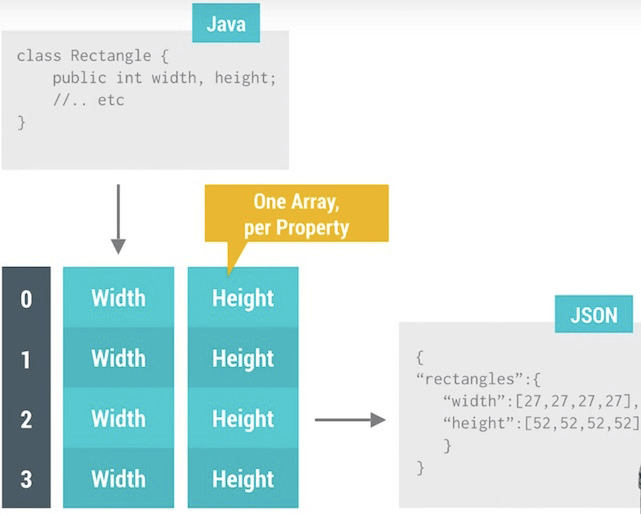 Java
class Rectangle {
public int width, height;
//.. etc
}
One Array,
per Property
0 Width Height
1 Width Height
2 Width Height
3 Width Height
JSON
{
“rectangles”:{
“width”:[27,27,27,27],
“height”:[52,52,52,52]
}
}